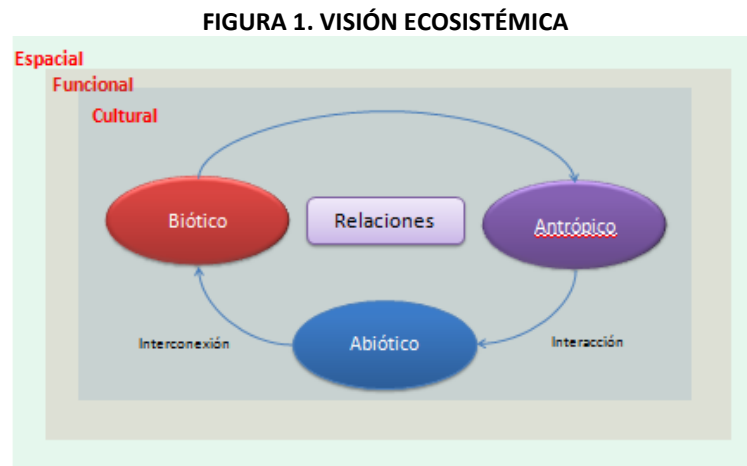 FIGURA 1. VISIÓN ECOSISTÉMICA
Espacial
Funcional
Cultural
Biótico
Relaciones
Antrópico
Abiótico
Interconexión
Interacción